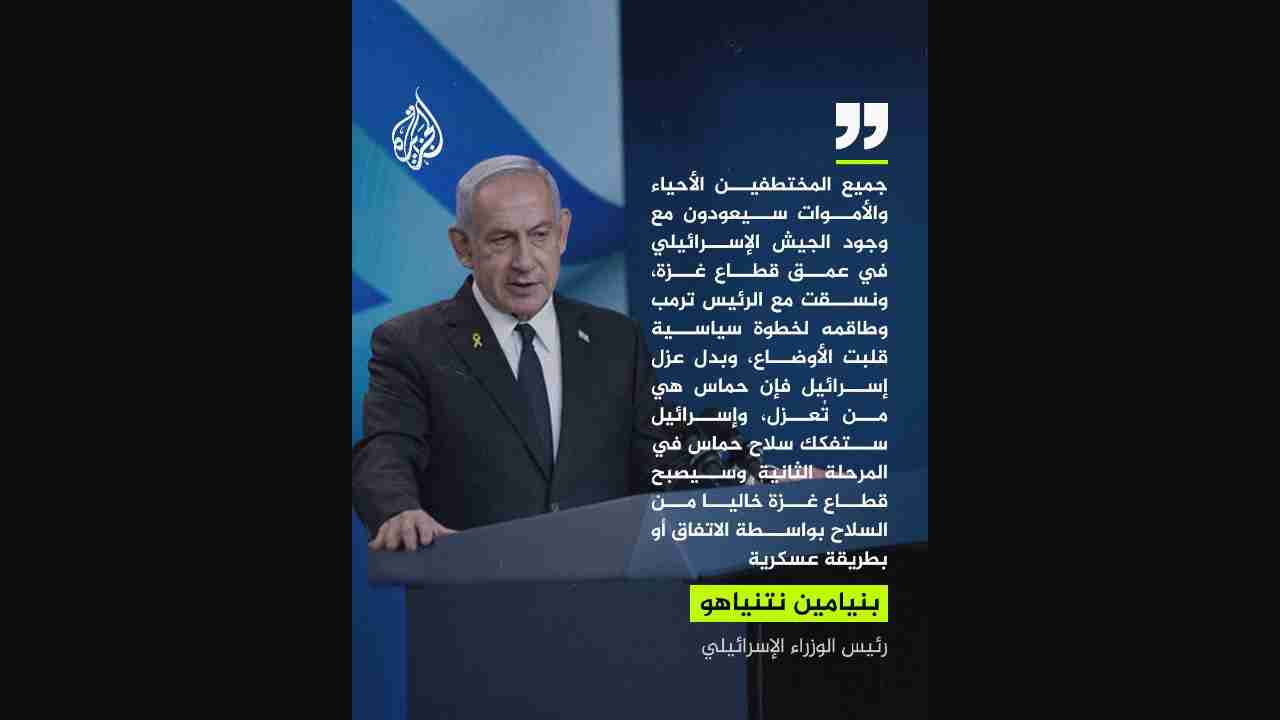 الجزيرة
جميع المختطفين الأحياء
والأموات سيعودون مع
وجود الجيش الإسرائيلي
في عمق قطاع غزة،
ونسقت مع الرئيس ترمب
وطاقمه لخطوة سياسية
قلبت الأوضاع، وبدل عزل
إسرائيل فإن حماس هي
من تُعزل، وإسرائيل
ستفكك سلاح حماس في
المرحلة الثانية وسيصبح
قطاع غزة خاليا من
السلاح بواسطة الاتفاق أو
بطريقة عسكرية
بنيامين نتنياهو
رئيس الوزراء الإسرائيلي